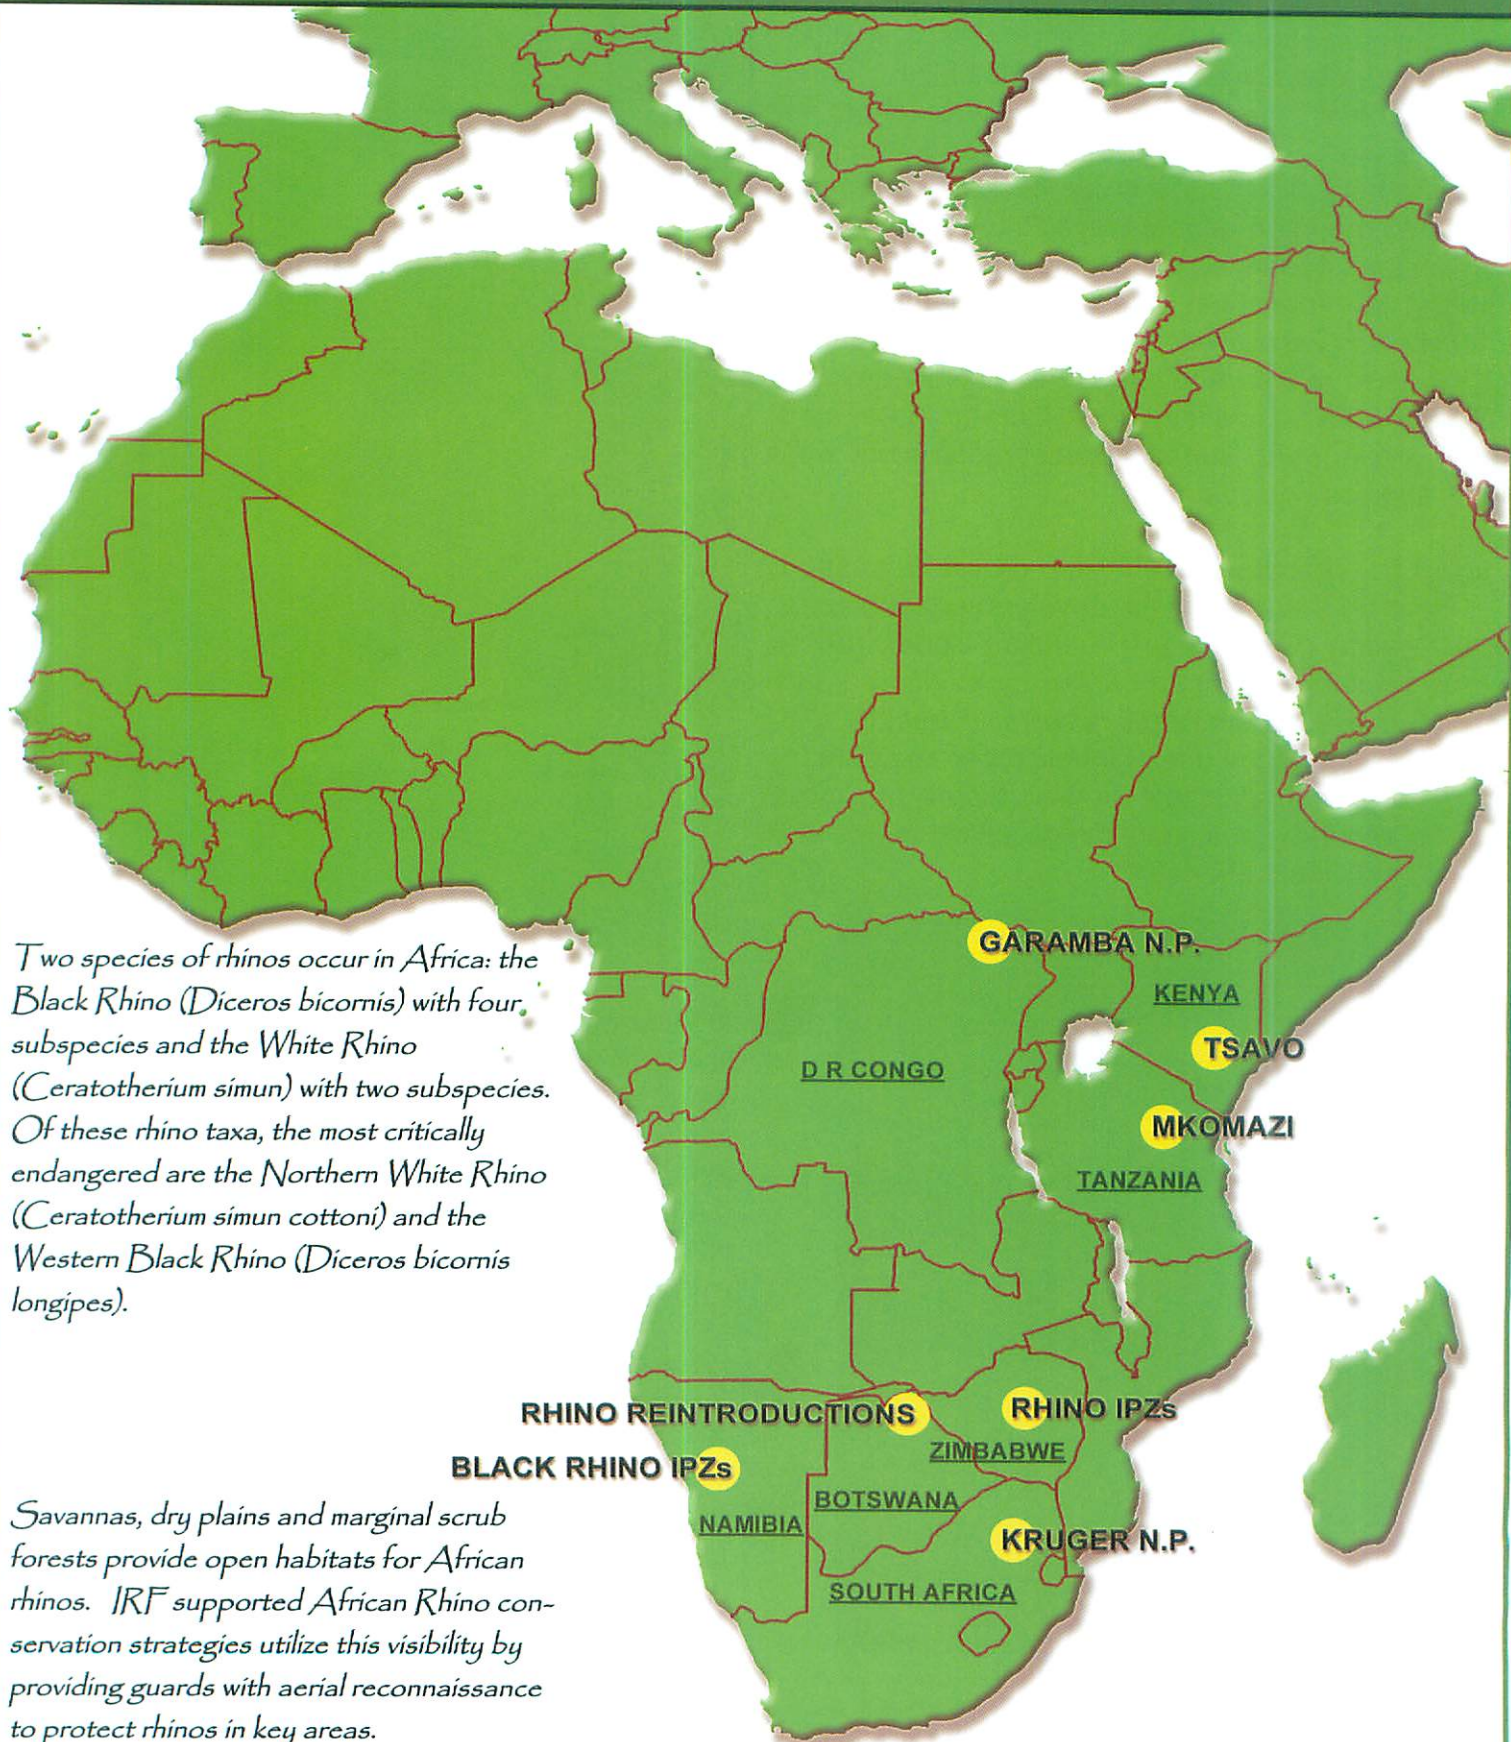 Two species of rhinos occur in Africa: the
Black Rhino (Diceros bicornis) with four
subspecies and the White Rhino
(Ceratotherium simun) with two subspecies.
Of these rhino taxa, the most critically
endangered are the Northern White Rhino
(Ceratotherium simun cottoni) and the
Western Black Rhino (Diceros bicornis
longipes).
GARAMBA N.P.
KENYA
TSAVO
D R CONGO
MKOMAZI
TANZANIA
RHINO REINTRODUCTIONS
RHINO IPZs
ZIMBABWE
BLACK RHINO IPZs
BOTSWANA
NAMIBIA
KRUGER N.P.
SOUTH AFRICA
Savannas, dry plains and marginal scrub
forests provide open habitats for African
rhinos. IRF supported African Rhino con-
servation strategies utilize this visibility by
providing guards with aerial reconnaissance
to protect rhinos in key areas.